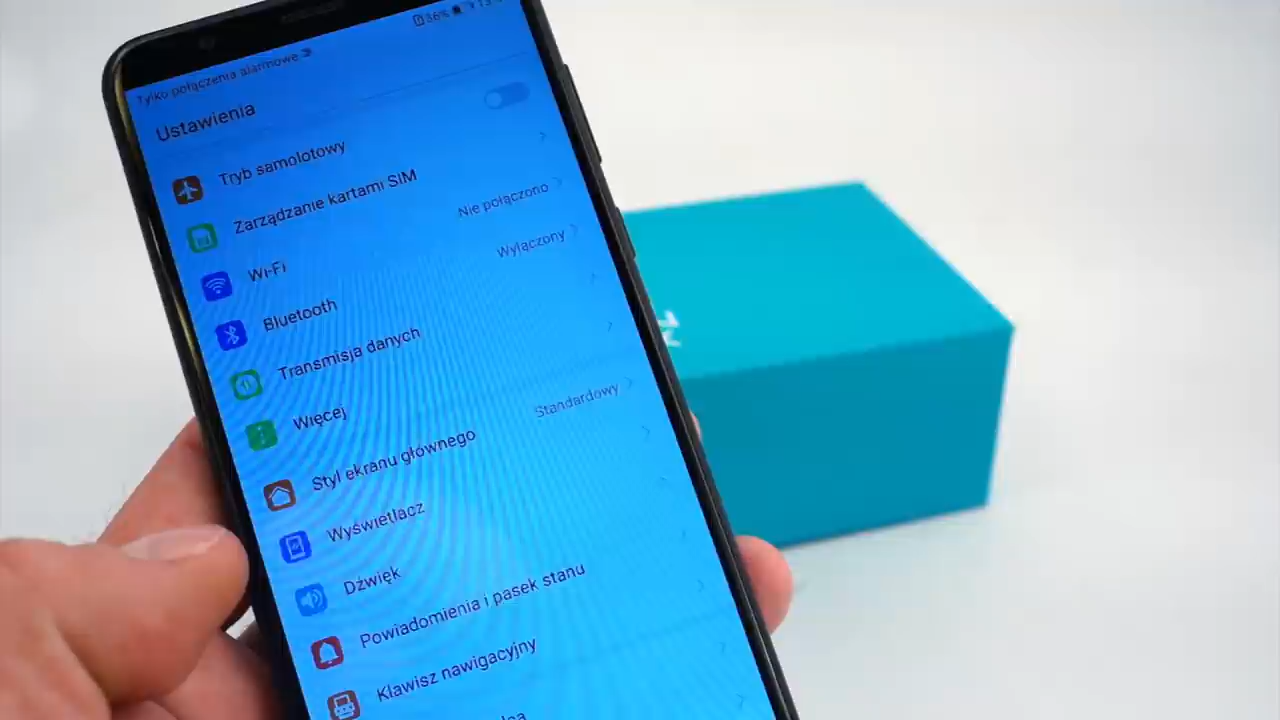 36%
Tylko połączenia alarmowe
Ustawienia
Tryb samolotowy
Zarządzanie kartami SIM
Wi-Fi Nie połączono
Bluetooth Wyłączony
Transmisja danych
Więcej
Styl ekranu głównego Standardowy
Wyświetlacz
Dźwięk
Powiadomienia i pasek stanu
Klawisz nawigacyjny